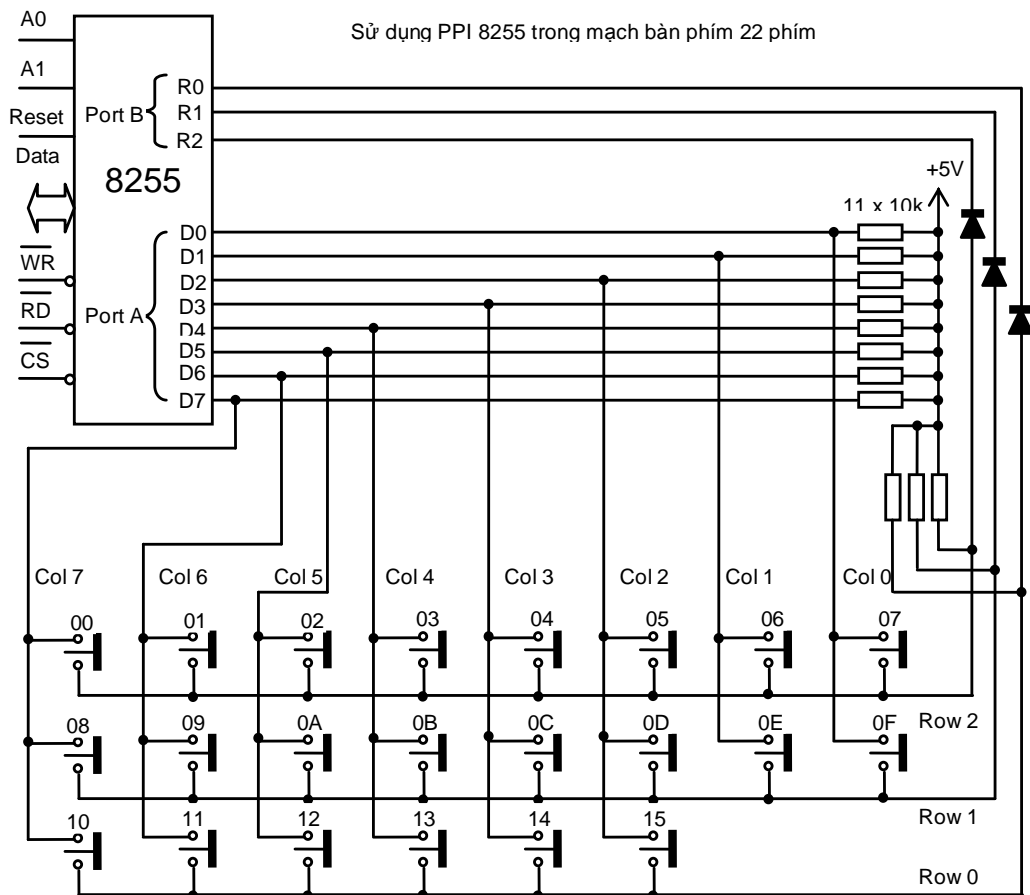 A0
Sử dụng PPI 8255 trong mạch bàn phím 22 phím
A1
R0
Reset
Port B
R1
R2
Data
8255
+5V
11 x 10k
D0
WR
D1
D2
RD
Port A
D3
D4
CS
D5
D6
D7
Col 7 Col 6 Col 5 Col 4 Col 3 Col 2 Col 1 Col 0
00 01 02 03 04 05 06 07
Row 2
08 09 0A 0B 0C 0D 0E 0F
Row 1
10 11 12 13 14 15
Row 0